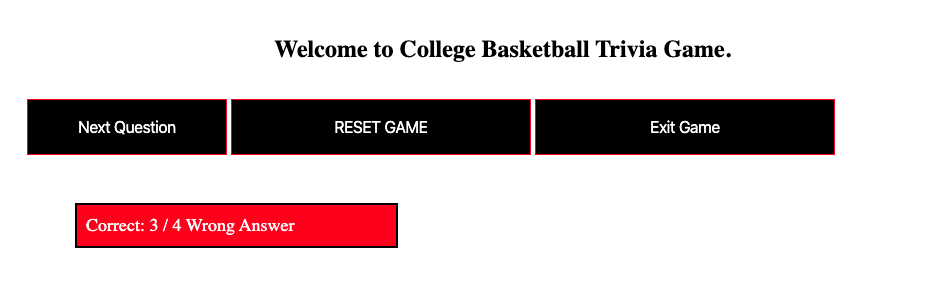 Welcome to College Basketball Trivia Game.
Next Question
RESET GAME
Exit Game
Correct: 3 / 4 Wrong Answer